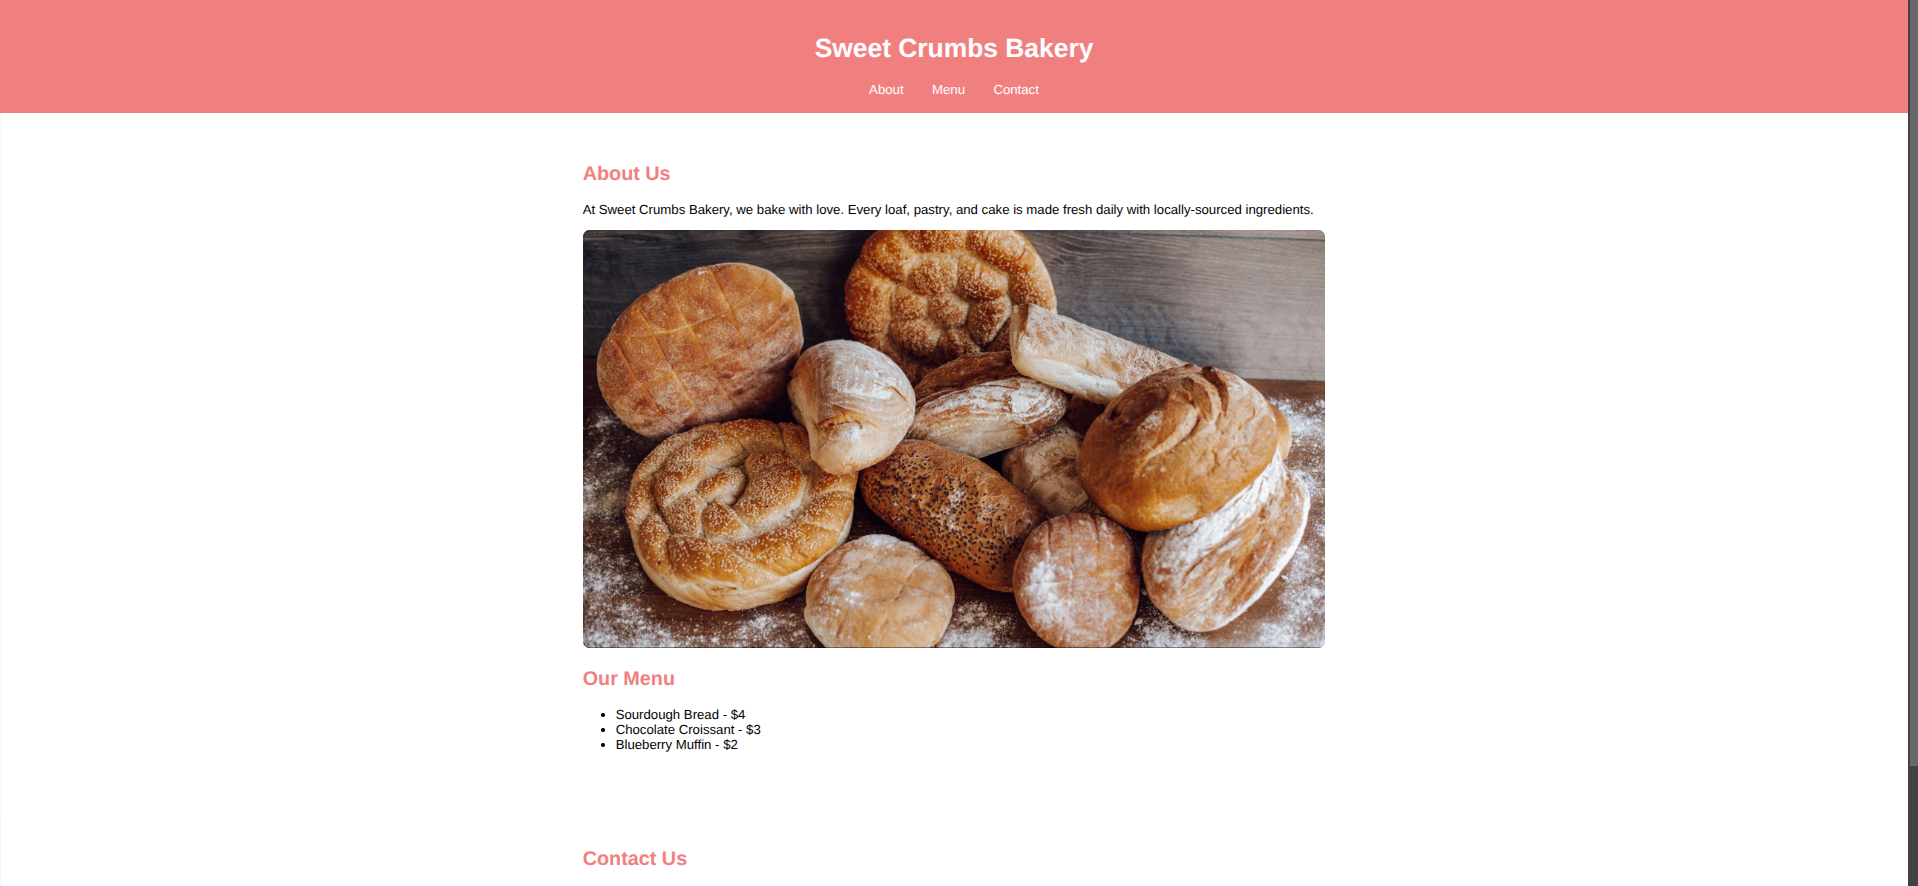 Sweet Crumbs Bakery
About Menu Contact
About Us
At Sweet Crumbs Bakery, we bake with love. Every loaf, pastry, and cake is made fresh daily with locally-sourced ingredients.
Our Menu
• Sourdough Bread - $4
• Chocolate Croissant - $3
• Blueberry Muffin - $2
Contact Us